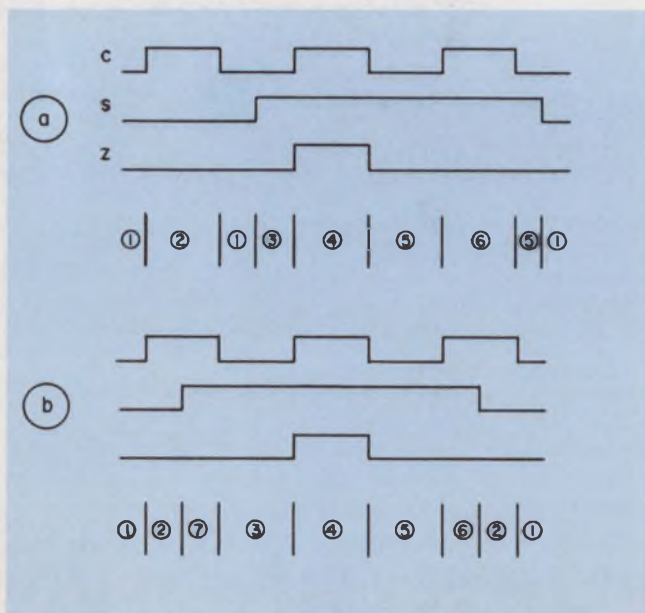 C
a S
Z
① ② ① ③ ④ ⑤ ⑥ ⑤ ①
b
① ② ⑦ ③ ④ ⑤ ⑥ ② ①